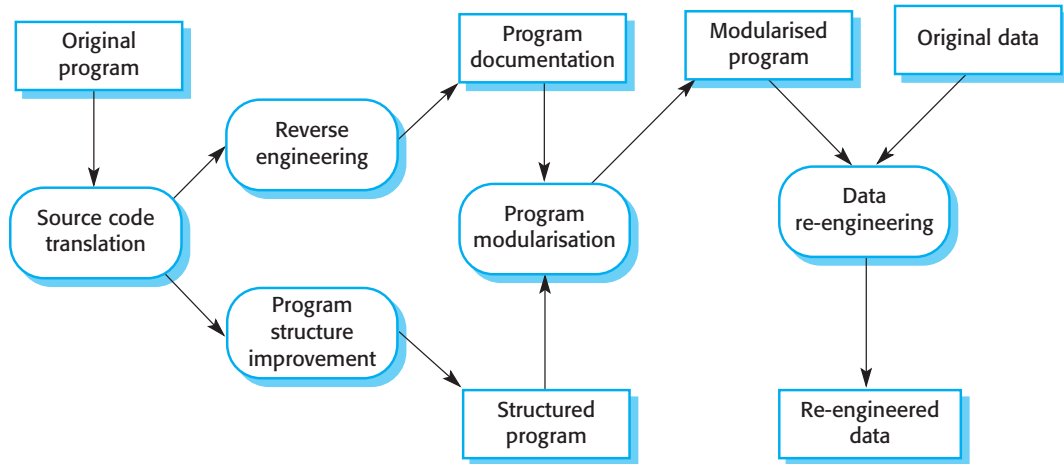 Original
program
Program
documentation
Modularised
program
Original data
Reverse
engineering
Source code
translation
Program
modularisation
Data
re-engineering
Program
structure
improvement
Structured
program
Re-engineered
data